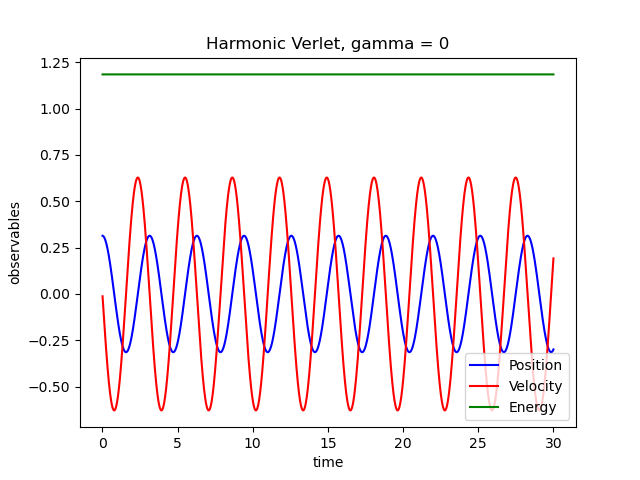 Harmonic Verlet, gamma = 0
observables
1.25
1.00
0.75
0.50
0.25
0.00
−0.25
−0.50
0
5
10
15
20
25
30
time
Position
Velocity
Energy